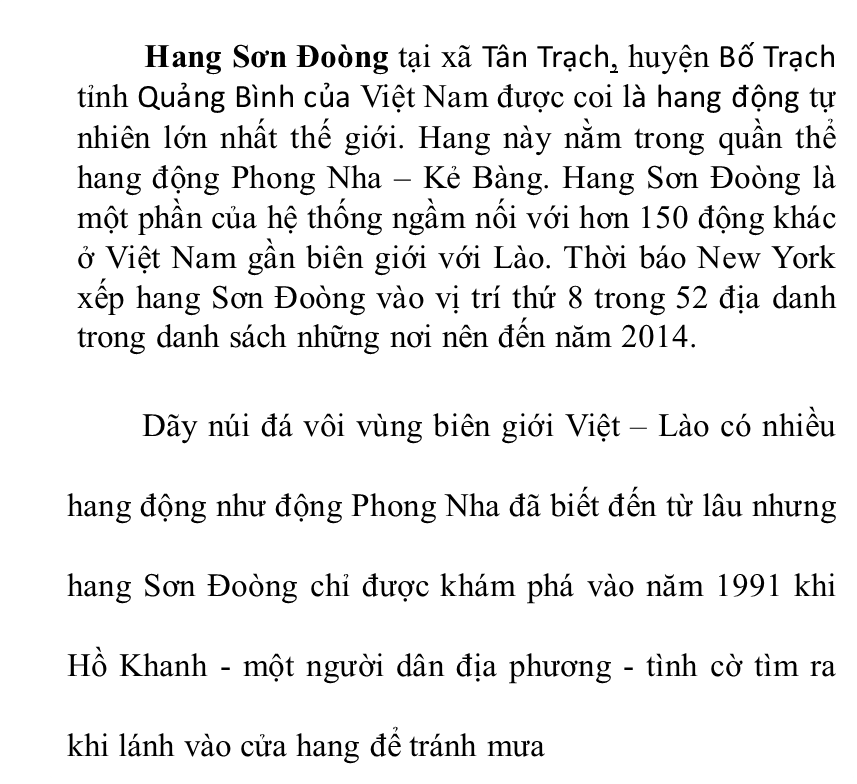 Hang Sơn Đoòng tại xã Tân Trạch, huyện Bố Trạch
tỉnh Quảng Bình của Việt Nam được coi là hang động tự
nhiên lớn nhất thế giới. Hang này nằm trong quần thể
hang động Phong Nha – Kẻ Bàng. Hang Sơn Đoòng là
một phần của hệ thống ngầm nối với hơn 150 động khác
ở Việt Nam gần biên giới với Lào. Thời báo New York
xếp hang Sơn Đoòng vào vị trí thứ 8 trong 52 địa danh
trong danh sách những nơi nên đến năm 2014.
Dãy núi đá vôi vùng biên giới Việt – Lào có nhiều
hang động như động Phong Nha đã biết đến từ lâu nhưng
hang Sơn Đoòng chỉ được khám phá vào năm 1991 khi
Hồ Khanh - một người dân địa phương - tình cờ tìm ra
khi lánh vào cửa hang để tránh mưa